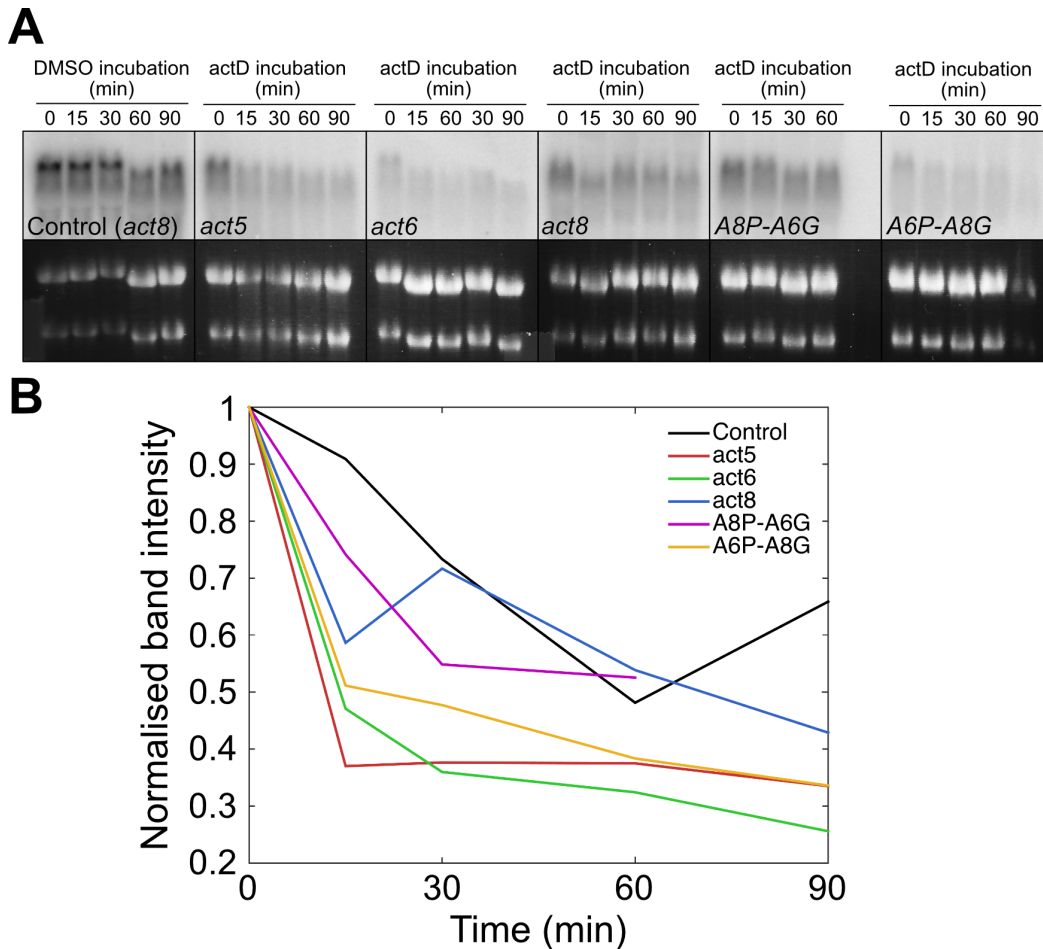 A
DMSO incubation (min)
0 15 30 60 90
Control (act8)
actD incubation (min)
0 15 30 60 90
act5
actD incubation (min)
0 15 60 30 90
act6
actD incubation (min)
0 15 30 60 90
act8
actD incubation (min)
0 15 30 60
A8P-A6G
actD incubation (min)
0 15 30 60 90
A6P-A8G
B
Normalised band intensity
1
0.9
0.8
0.7
0.6
0.5
0.4
0.3
0.2
Control
act5
act6
act8
A8P-A6G
A6P-A8G
0 30 60 90
Time (min)